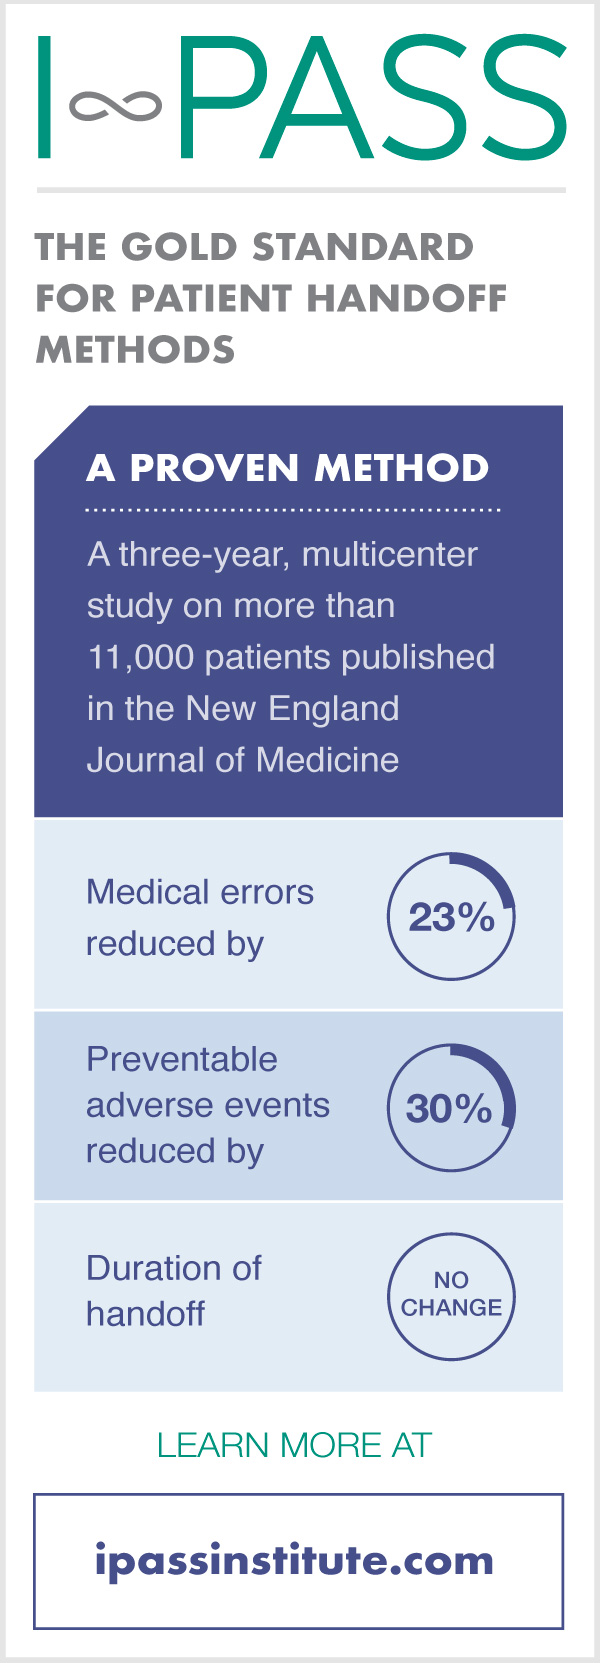 I∞PASS
THE GOLD STANDARD
FOR PATIENT HANDOFF
METHODS
A PROVEN METHOD
A three-year, multicenter
study on more than
11,000 patients published
in the New England
Journal of Medicine
Medical errors
reduced by
23%
Preventable
adverse events
reduced by
30%
Duration of
handoff
NO
CHANGE
LEARN MORE AT
ipassinstitute.com